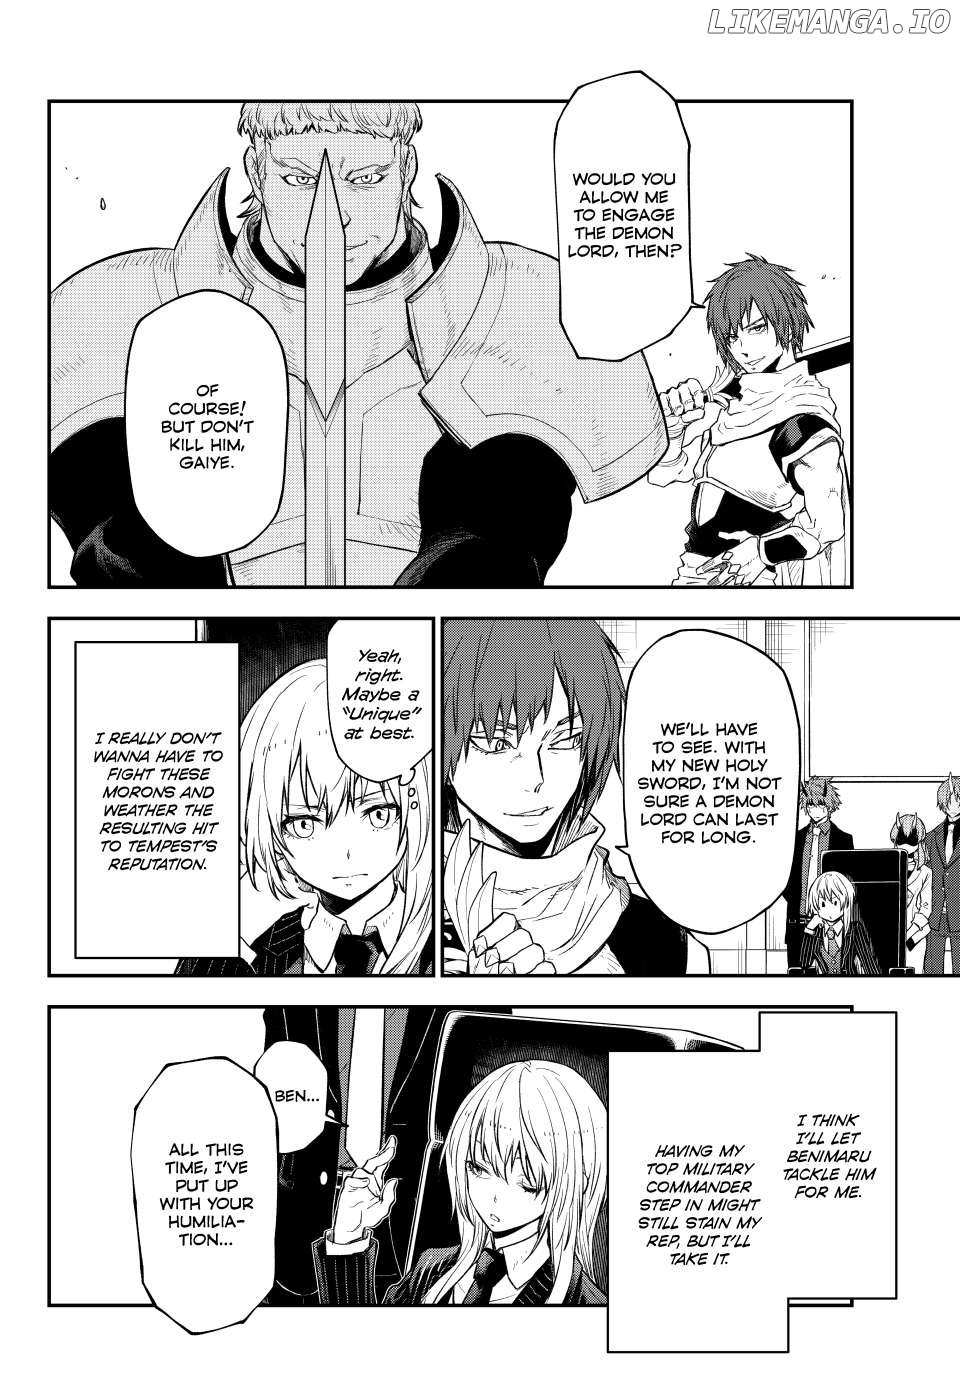 LIKEMANGA.IO
WOULD YOU
ALLOW ME
TO ENGAGE
THE DEMON
LORD, THEN?
OF
COURSE!
BUT DON'T
KILL HIM,
GAIYE.
WE'LL HAVE
TO SEE. WITH
MY NEW HOLY
SWORD, I'M NOT
SURE A DEMON
LORD CAN LAST
FOR LONG.
Yeah,
right.
Maybe a
"Unique"
at best.
I REALLY DON'T
WANNA HAVE TO
FIGHT THESE
MORONS AND
WEATHER THE
RESULTING HIT
TO TEMPEST'S
REPUTATION.
I THINK
I'LL LET
BENIMARU
TACKLE HIM
FOR ME.
HAVING MY
TOP MILITARY
COMMANDER
STEP IN MIGHT
STILL STAIN MY
REP, BUT I'LL
TAKE IT.
BEN...
ALL THIS
TIME, I'VE
PUT UP
WITH YOUR
HUMILIA-
TION...